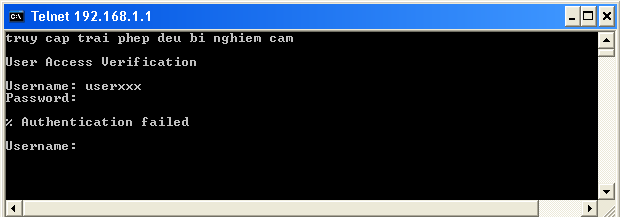 Telnet 192.168.1.1
truy cap trai phep deu bi nghiem cam
User Access Verification
Username: userxxx
Password:
% Authentication failed
Username: